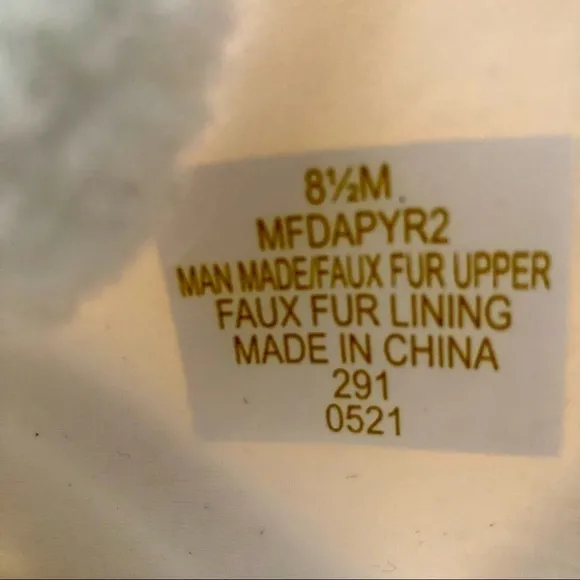 8½M
MFDAPYR2
MAN MADE/FAUX FUR UPPER
FAUX FUR LINING
MADE IN CHINA
291
0521